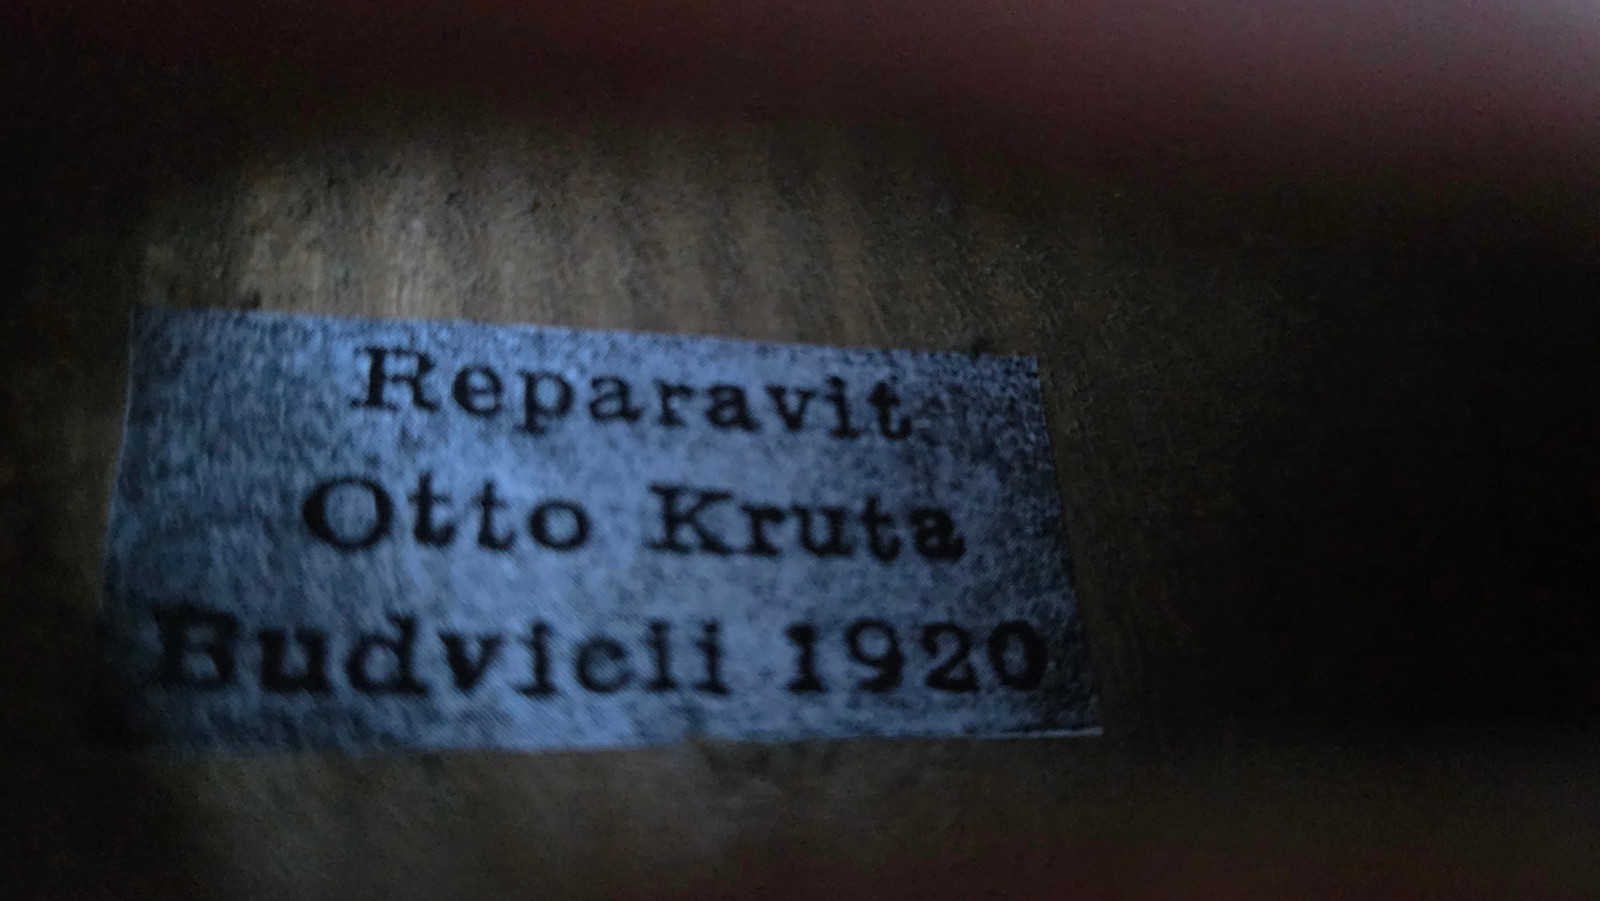 Reparavit
Otto Kruta
Budvicii 1920